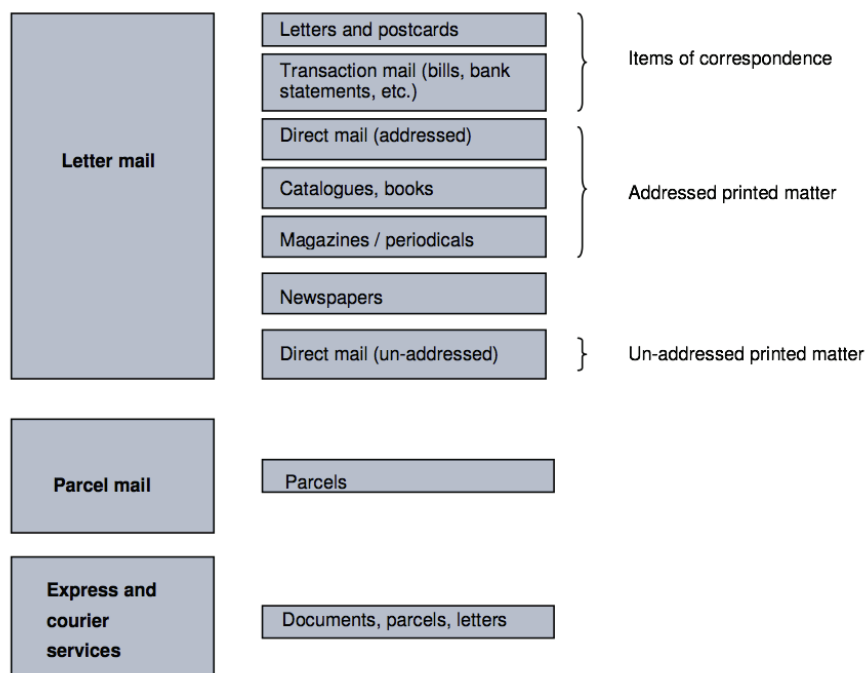 Letter mail
Letters and postcards
Transaction mail (bills, bank
statements, etc.)
Items of correspondence
Direct mail (addressed)
Catalogues, books
Magazines / periodicals
Addressed printed matter
Newspapers
Direct mail (un-addressed)
Un-addressed printed matter
Parcel mail
Parcels
Express and
courier
services
Documents, parcels, letters